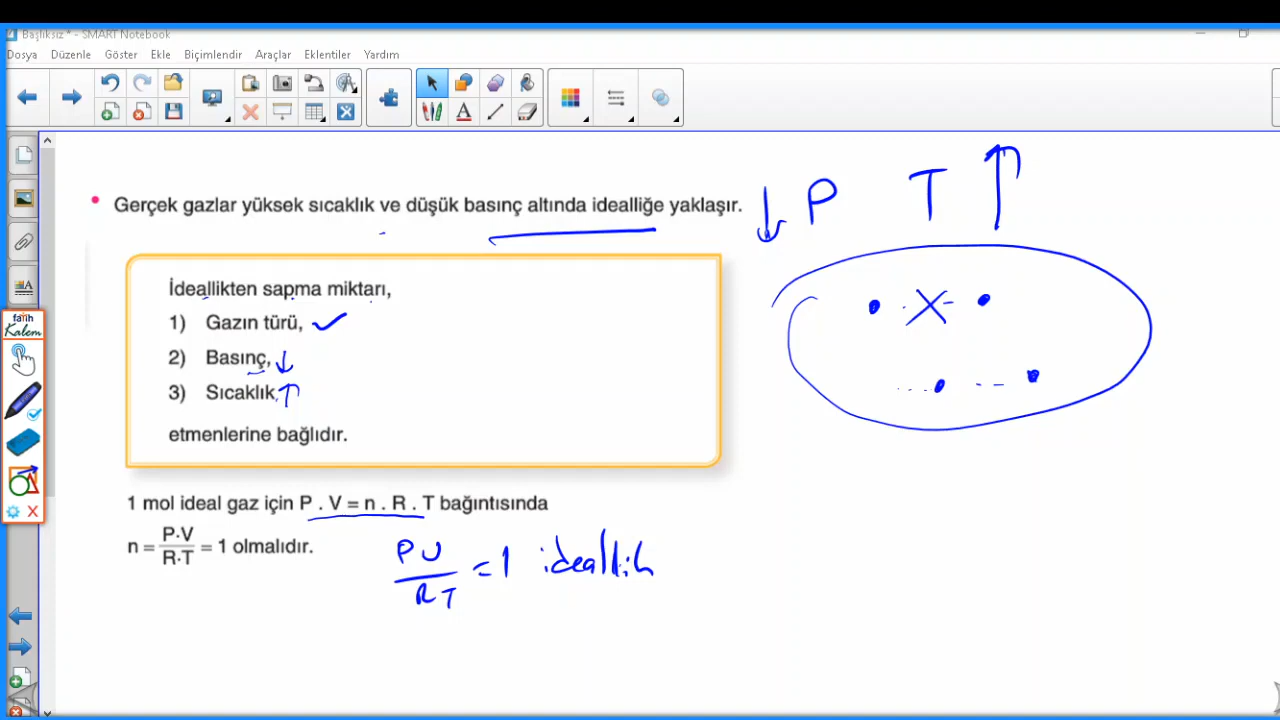 Başlıksız * - SMART Notebook
Dosya Düzenle Göster Ekle Biçimlendir Araçlar Eklentiler Yardım
• Gerçek gazlar yüksek sıcaklık ve düşük basınç altında idealliğe yaklaşır.
↓ P T ↑
İdeallikten sapma miktarı,
1) Gazın türü, ✓
2) Basınç, ↓
3) Sıcaklık ↑
etmenlerine bağlıdır.
fatih
Kalem
X
1 mol ideal gaz için P . V = n . R . T bağıntısında
n = P·V / R·T = 1 olmalıdır.
PV / RT = 1 ideallik